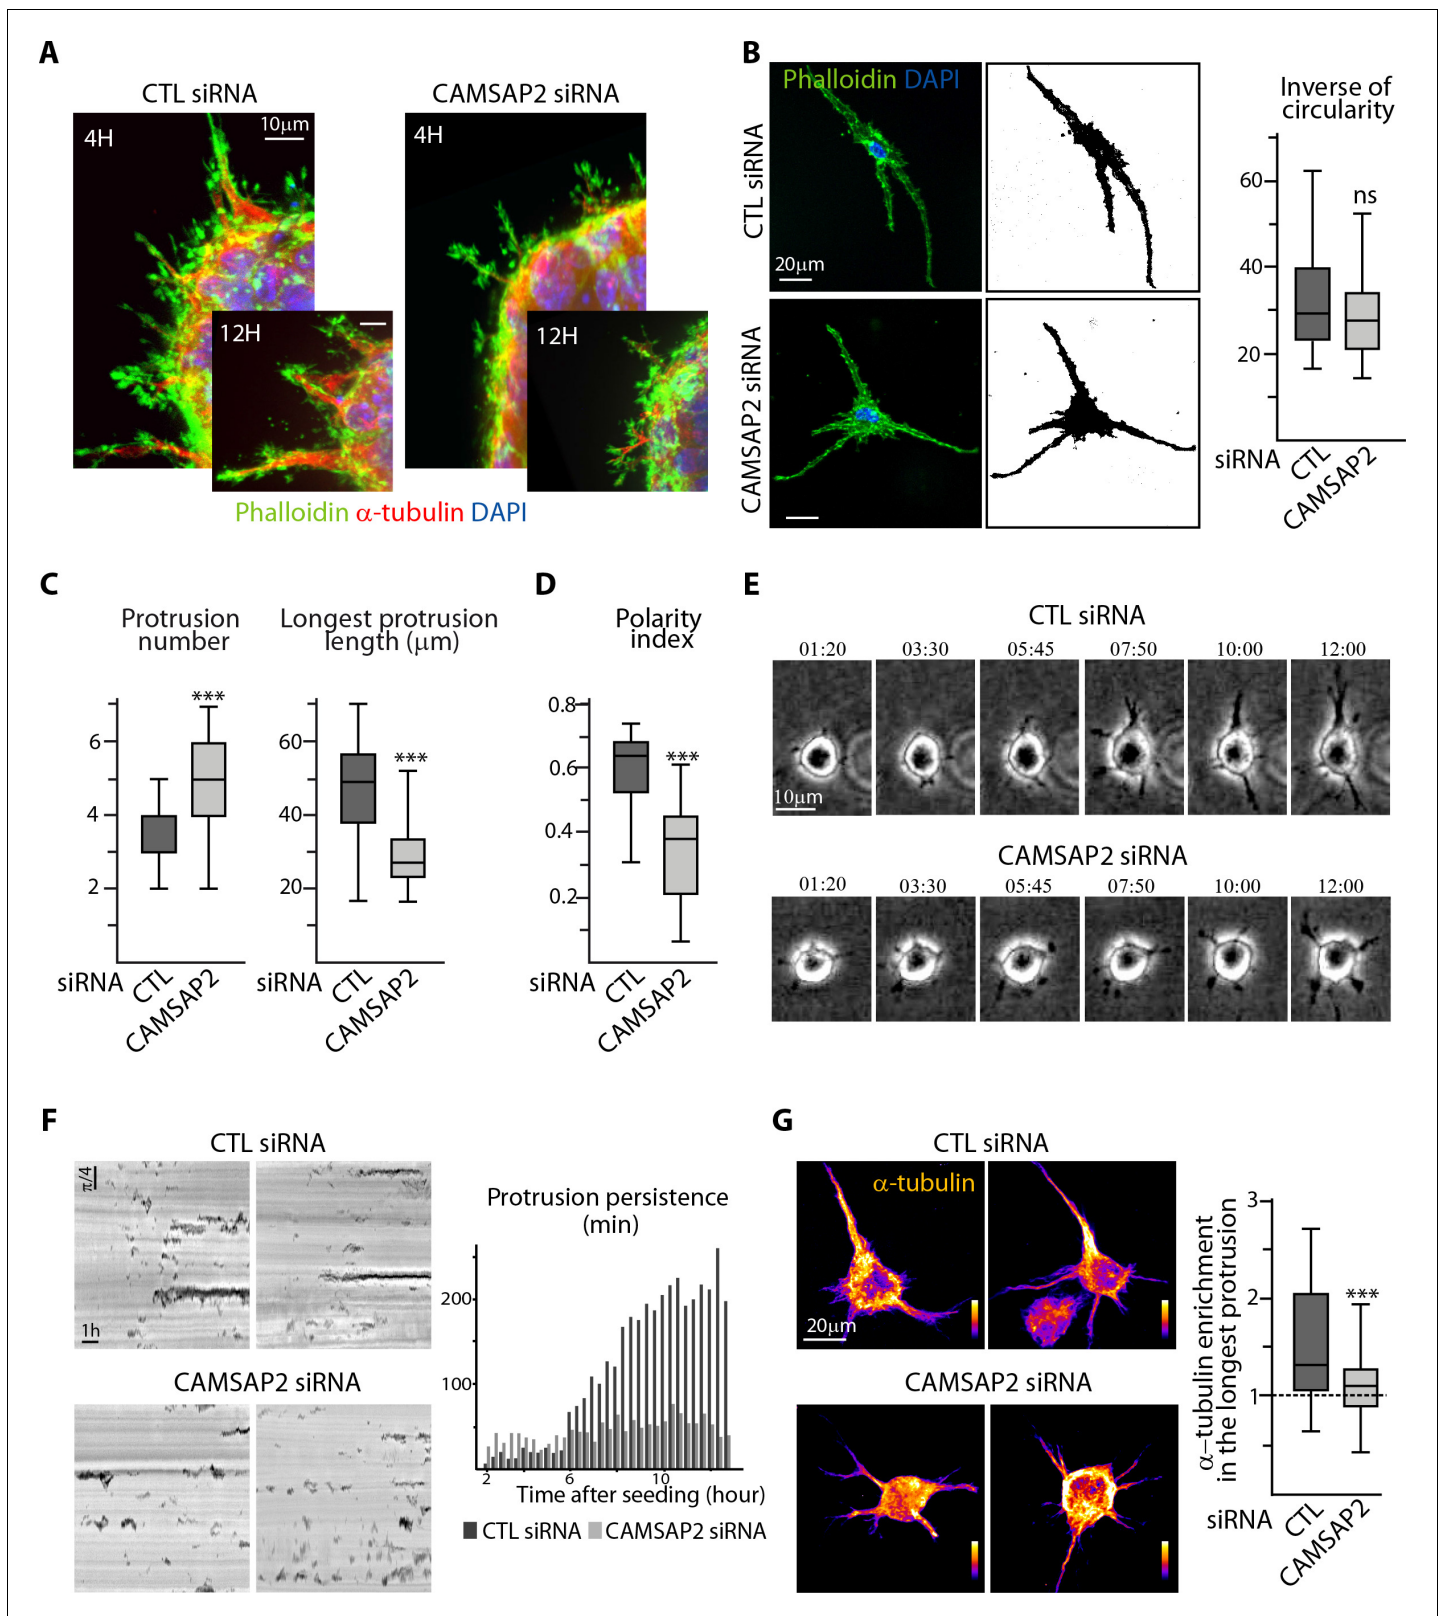 A
CTL siRNA
CAMSAP2 siRNA
4H
10μm
4H
12H
12H
Phalloidin α-tubulin DAPI
B
Phalloidin DAPI
CTL siRNA
20μm
CAMSAP2 siRNA
Inverse of
circularity
60
40
20
ns
siRNA
CTL
CAMSAP2
C
Protrusion
number
6
4
2
***
siRNA
CTL
CAMSAP2
Longest protrusion
length (μm)
60
40
20
***
siRNA
CTL
CAMSAP2
D
Polarity
index
0.8
0.6
0.4
0.2
***
siRNA
CTL
CAMSAP2
E
CTL siRNA
01:20 03:30 05:45 07:50 10:00 12:00
10μm
CAMSAP2 siRNA
01:20 03:30 05:45 07:50 10:00 12:00
F
CTL siRNA
π/4
1h
CAMSAP2 siRNA
Protrusion persistence
(min)
200
100
2 6 10
Time after seeding (hour)
CTL siRNA CAMSAP2 siRNA
G
CTL siRNA
α-tubulin
20μm
CAMSAP2 siRNA
α−tubulin enrichment
in the longest protrusion
3
2
1
***
siRNA
CTL
CAMSAP2